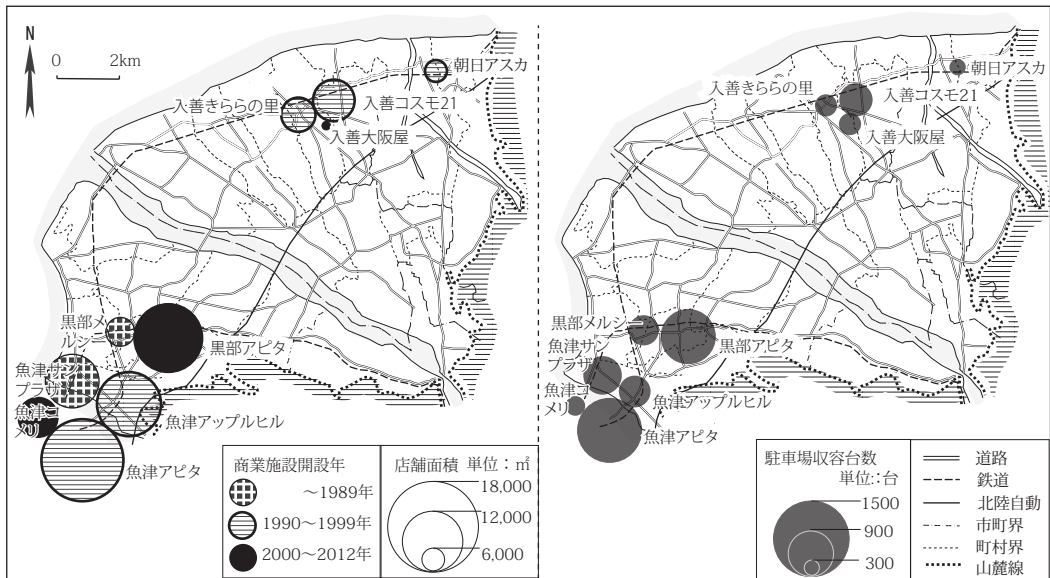 N
0 2km
朝日アスカ
入善きららの里
入善コスモ21
入善大阪屋
黒部メ
ルシー
黒部アピタ
魚津サン
プラザ
魚津コ
メリ
魚津アップルヒル
魚津アピタ
商業施設開設年
～1989年
1990～1999年
2000～2012年
店舗面積 単位：㎡
18,000
12,000
6,000
朝日アスカ
入善きららの里
入善コスモ21
入善大阪屋
黒部メルシー
黒部アピタ
魚津サン
プラザ
魚津コ
メリ
魚津アップルヒル
魚津アピタ
駐車場収容台数
単位::台
1500
900
300
道路
鉄道
北陸自動
市町界
町村界
山麓線